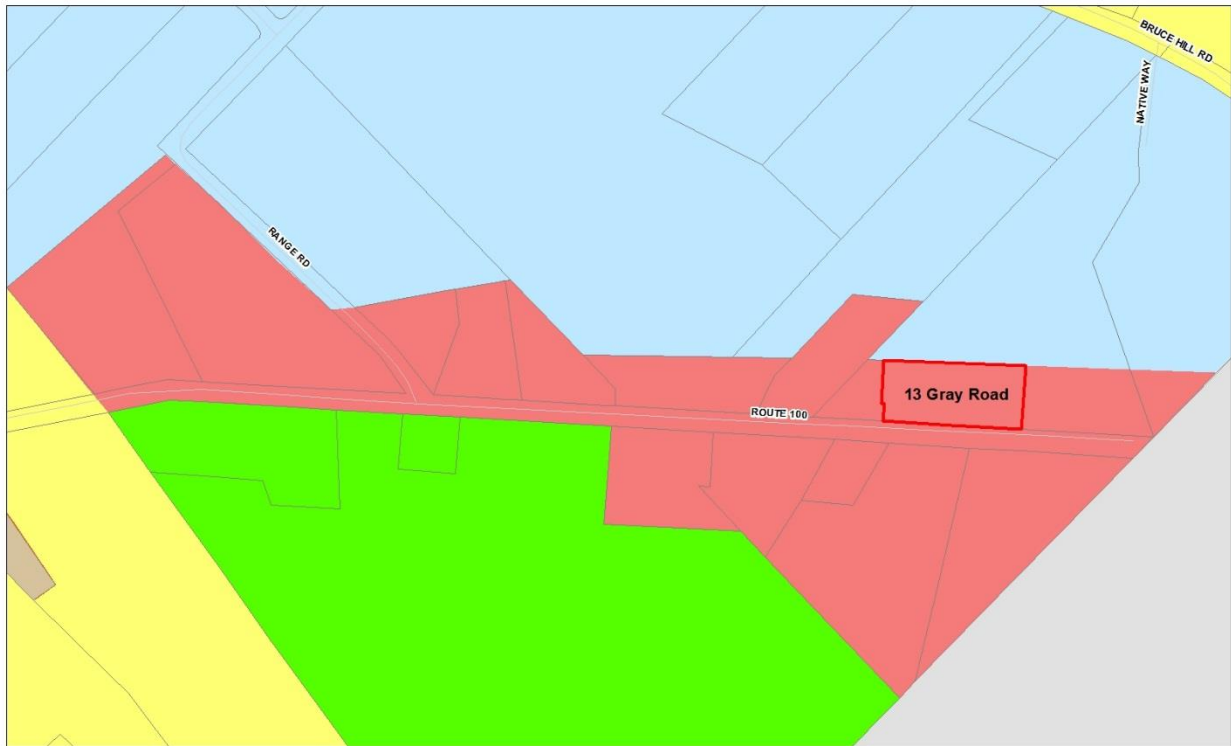 BRUCE HILL RD
NATIVE WAY
RANGE RD
13 Gray Road
ROUTE 100